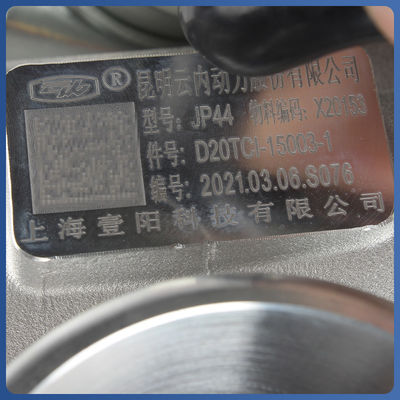 ® 昆明云内动力股份有限公司
型号: JP44 物料编码: X20153
件号: D20TCI-15003-1
编号: 2021.03.06.S076
上海壹阳科技有限公司